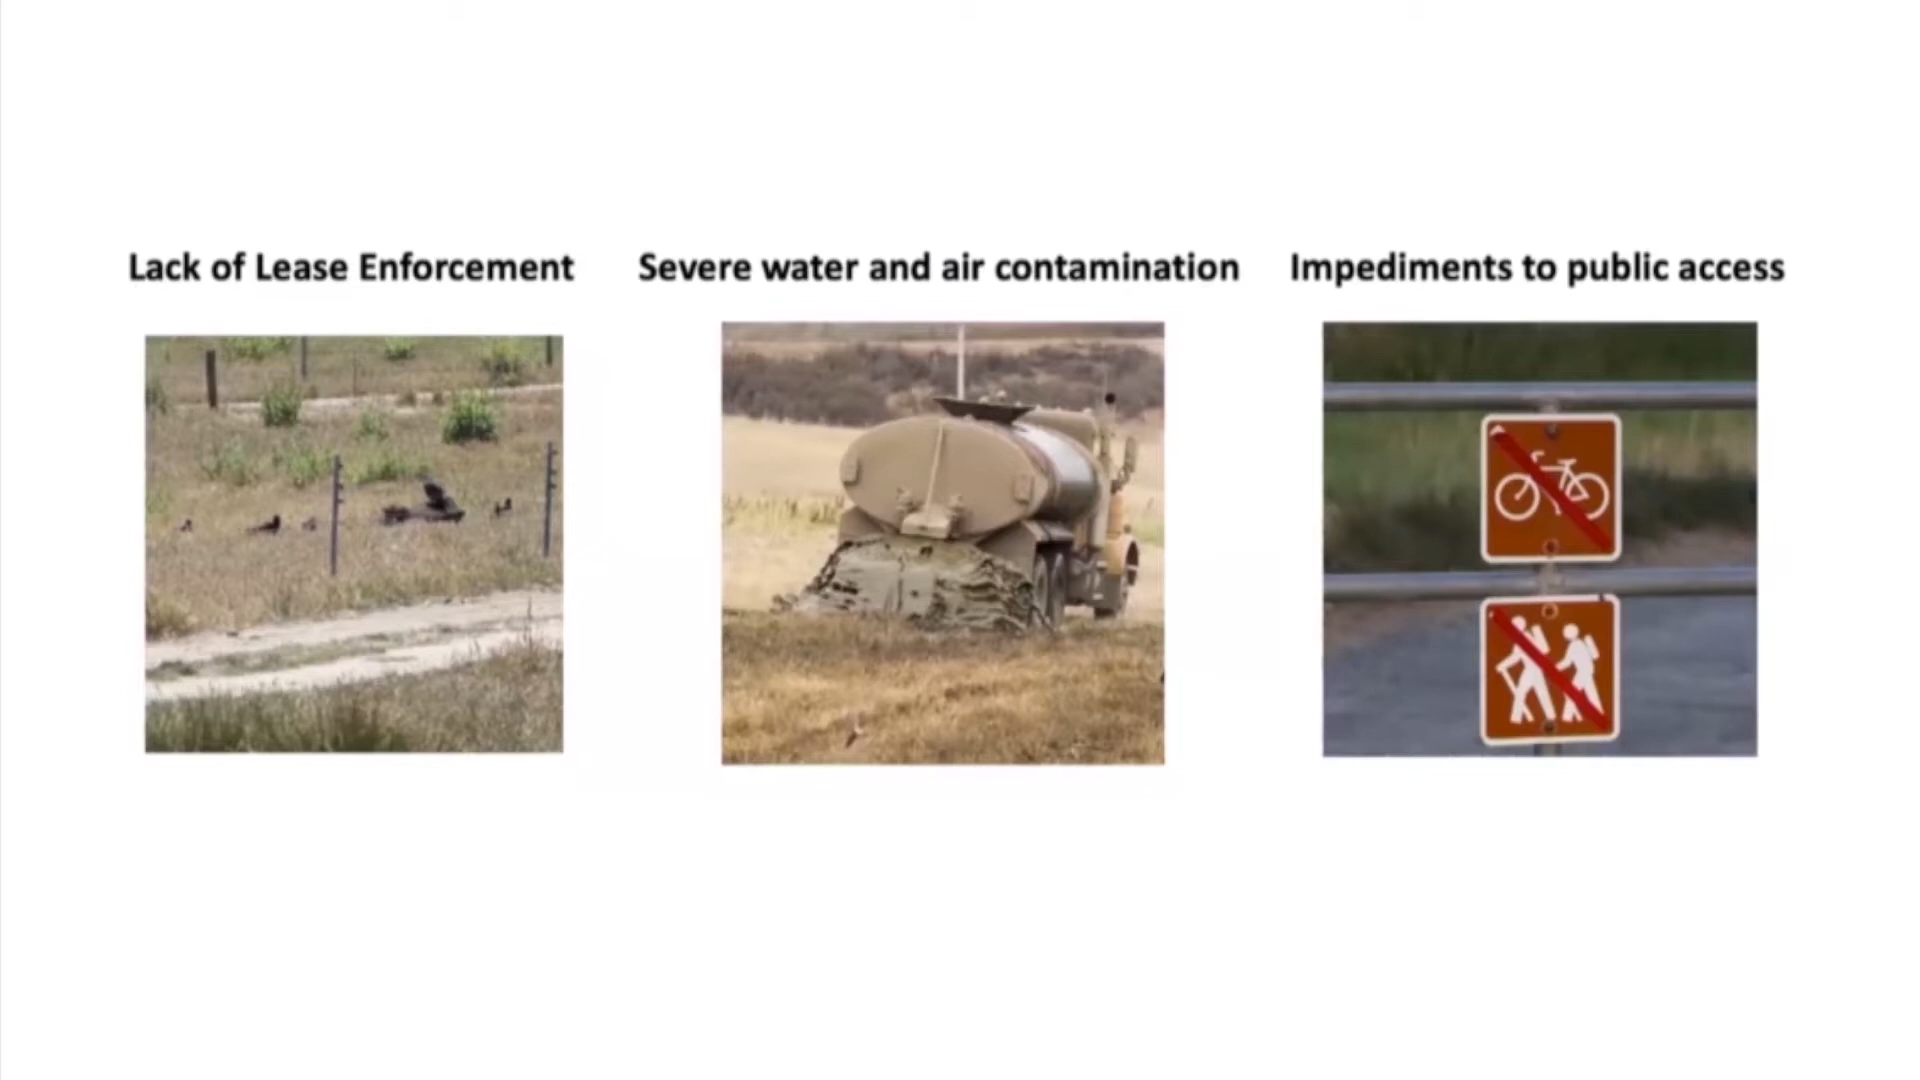 Lack of Lease Enforcement
Severe water and air contamination
Impediments to public access